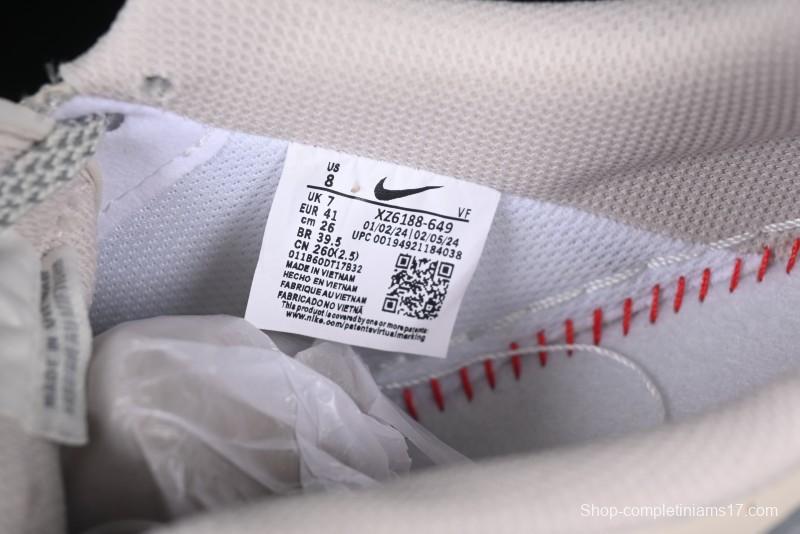 US
8
VF
UK 7
EUR 41
cm 26
BR 39.5
CN 260(2.5)
XZ6188-649
01/02/24 | 02/05/24
UPC 00194921184038
011B60DT17B32
MADE IN VIETNAM
HECHO EN VIETNAM
FABRIQUE AU VIETNAM
FABRICADO NO VIETNÃ
This product is covered by one or more patents:
www.nike.com/patentsvirtualmarking
Shop-completiniams17.com/